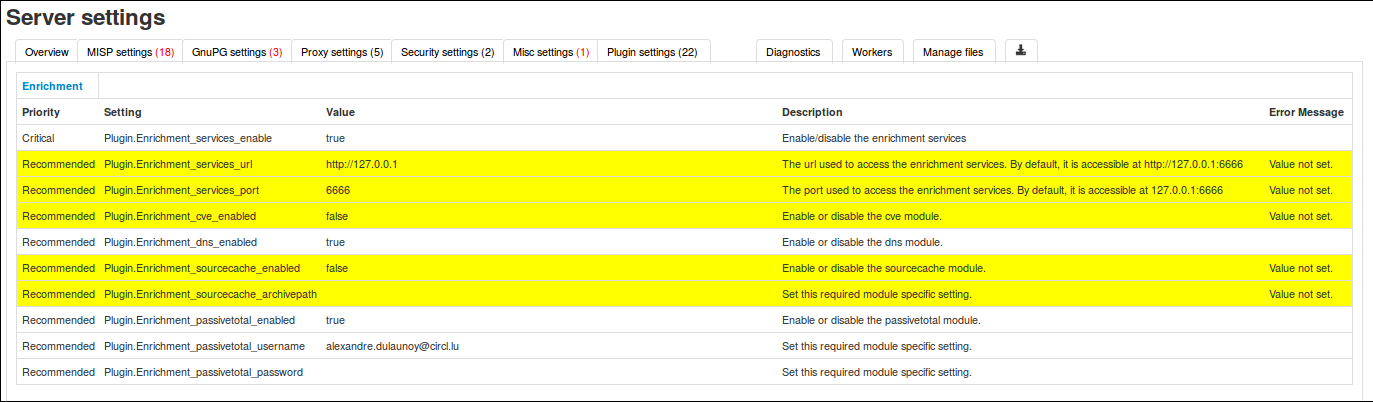 Server settings
Overview MISP settings (18) GnuPG settings (3) Proxy settings (5) Security settings (2) Misc settings (1) Plugin settings (22) Diagnostics Workers Manage files
Enrichment
Priority Setting Value Description Error Message
Critical Plugin.Enrichment_services_enable true Enable/disable the enrichment services
Recommended Plugin.Enrichment_services_url http://127.0.0.1 The url used to access the enrichment services. By default, it is accessible at http://127.0.0.1:6666 Value not set.
Recommended Plugin.Enrichment_services_port 6666 The port used to access the enrichment services. By default, it is accessible at 127.0.0.1:6666 Value not set.
Recommended Plugin.Enrichment_cve_enabled false Enable or disable the cve module. Value not set.
Recommended Plugin.Enrichment_dns_enabled true Enable or disable the dns module.
Recommended Plugin.Enrichment_sourcecache_enabled false Enable or disable the sourcecache module. Value not set.
Recommended Plugin.Enrichment_sourcecache_archivepath Set this required module specific setting. Value not set.
Recommended Plugin.Enrichment_passivetotal_enabled true Enable or disable the passivetotal module.
Recommended Plugin.Enrichment_passivetotal_username alexandre.dulaunoy@circl.lu Set this required module specific setting.
Recommended Plugin.Enrichment_passivetotal_password Set this required module specific setting.